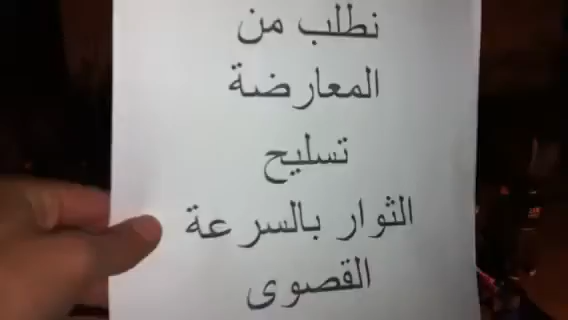 نطلب من
المعارضة
تسليح
الثوار بالسرعة
القصوى